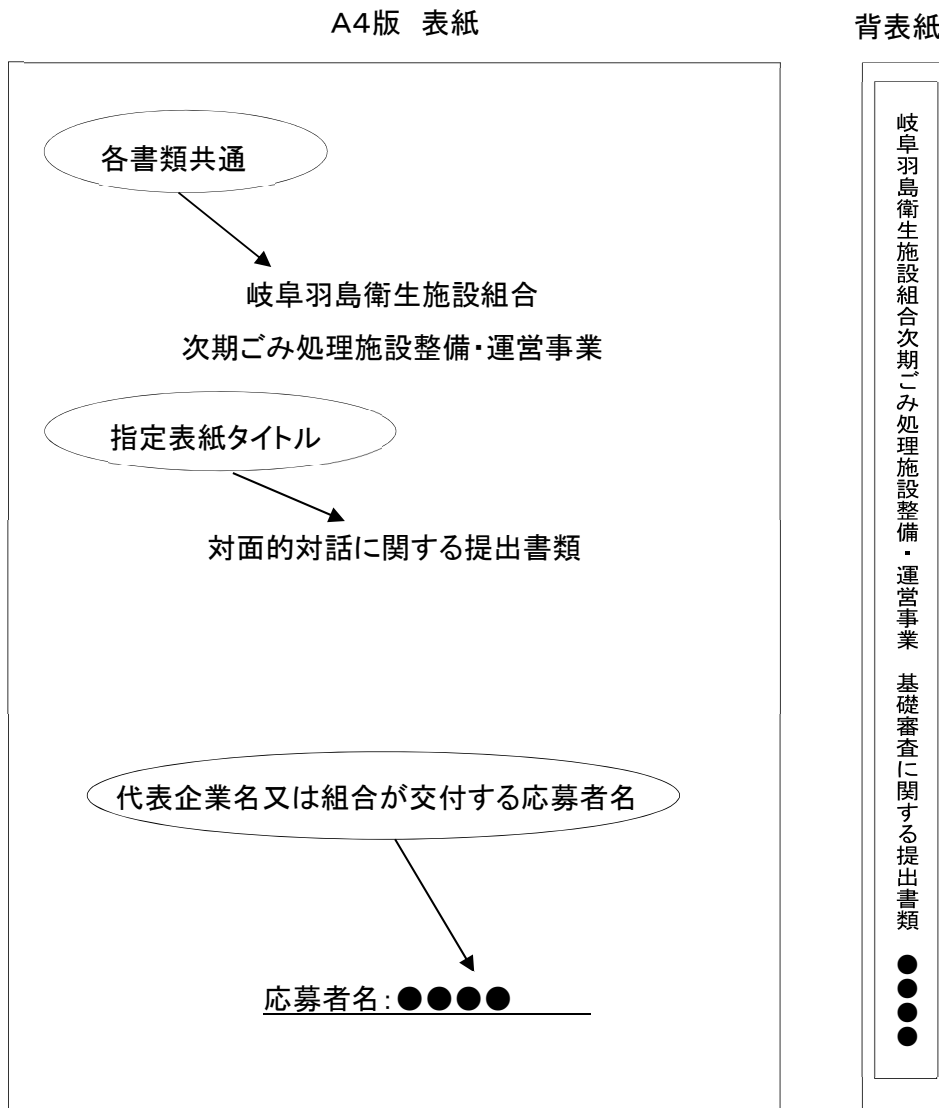 A4版 表紙
背表紙
各書類共通
岐阜羽島衛生施設組合
次期ごみ処理施設整備・運営事業
指定表紙タイトル
対面的対話に関する提出書類
代表企業名又は組合が交付する応募者名
応募者名:●●●●
岐阜羽島衛生施設組合次期ごみ処理施設整備・運営事業 基礎審査に関する提出書類 ●●●●